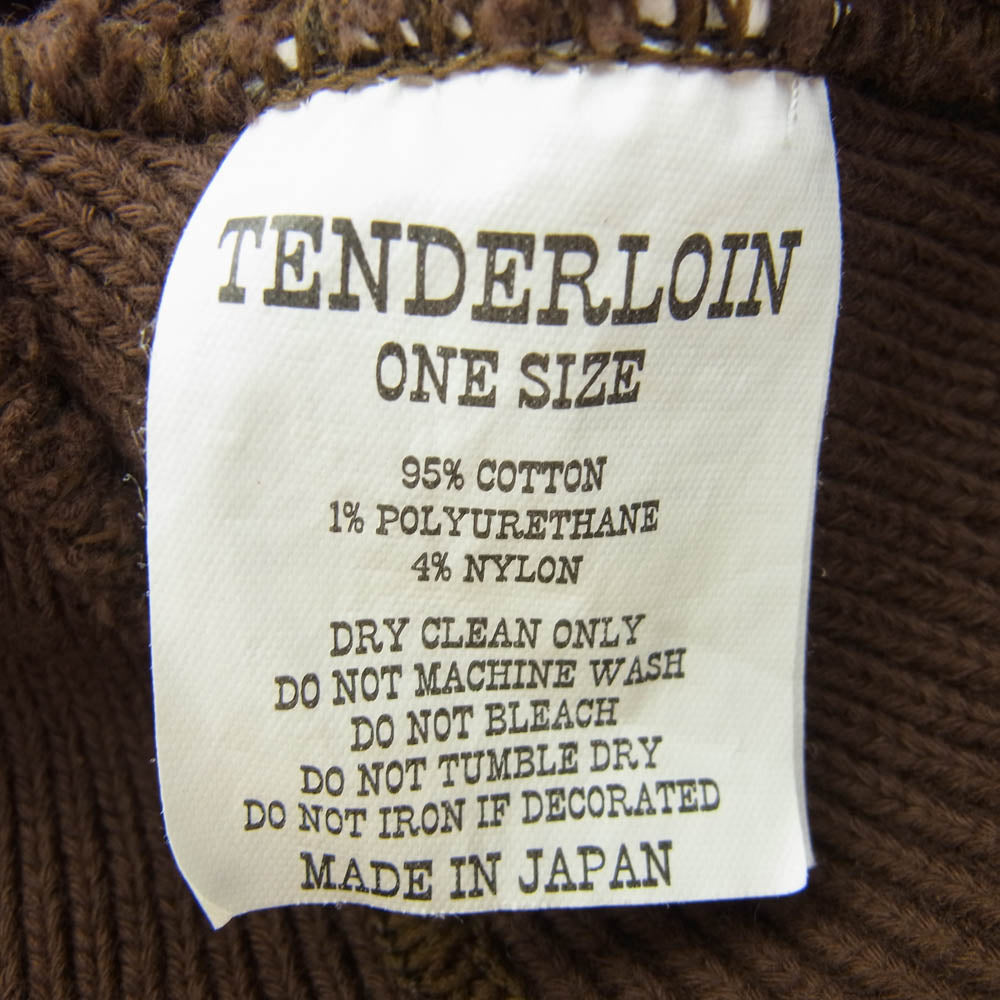 TENDERLOIN
ONE SIZE
95% COTTON
1% POLYURETHANE
4% NYLON
DRY CLEAN ONLY
DO NOT MACHINE WASH
DO NOT BLEACH
DO NOT TUMBLE DRY
DO NOT IRON IF DECORATED
MADE IN JAPAN